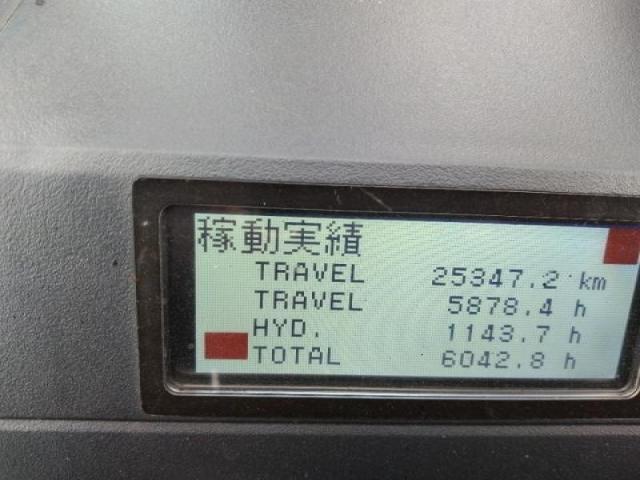 稼動実績
TRAVEL 25347.2 km
TRAVEL 5878.4 h
HYD. 1143.7 h
TOTAL 6042.8 h